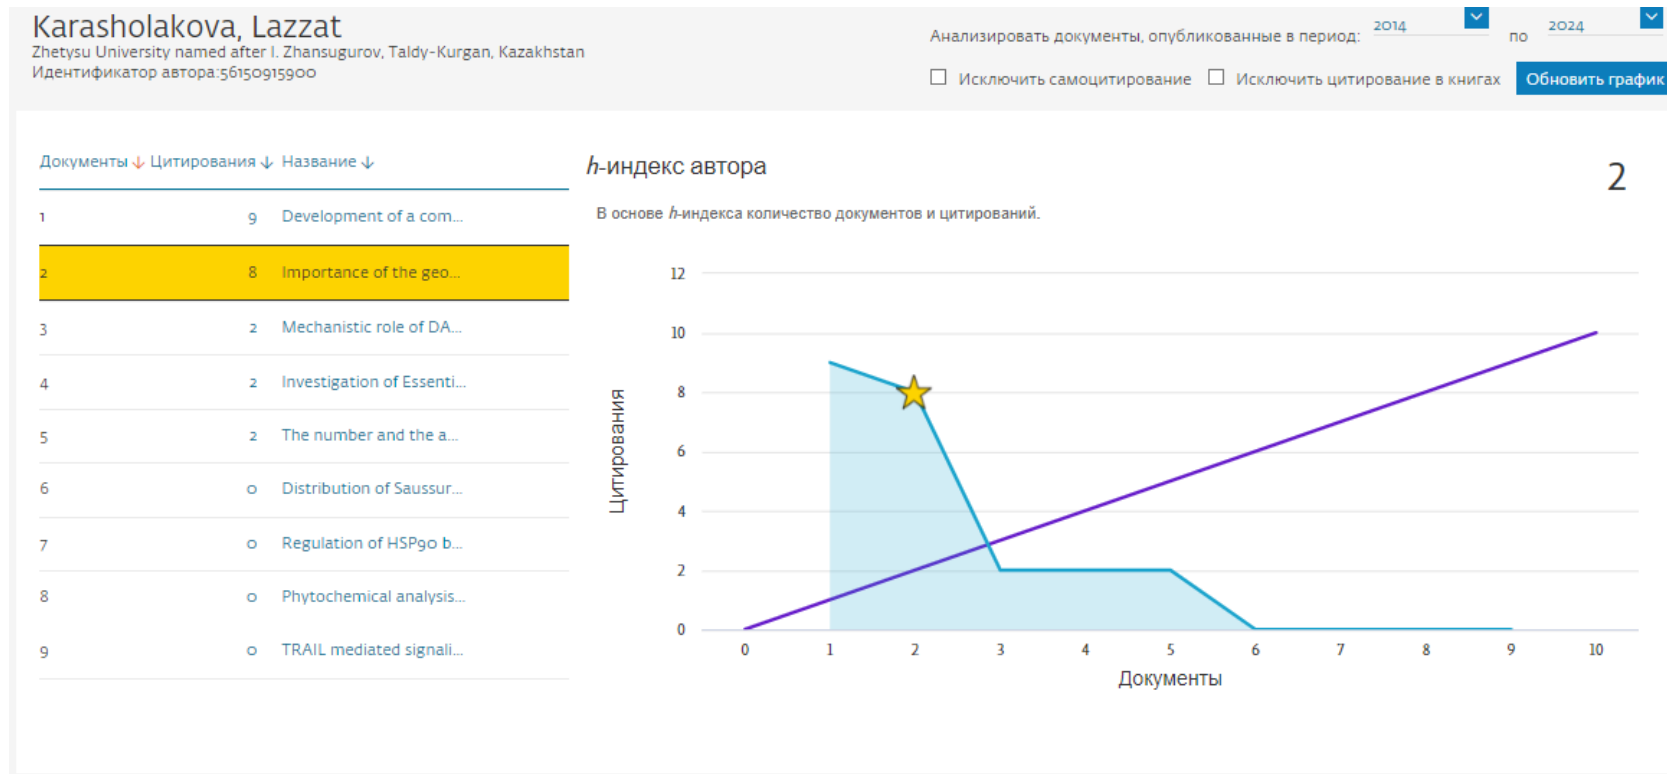 Karasholakova, Lazzat
Zhetysu University named after I. Zhansugurov, Taldy-Kurgan, Kazakhstan
Идентификатор автора:56150915900
Анализировать документы, опубликованные в период: 2014 по 2024
Исключить самоцитирование Исключить цитирование в книгах Обновить график
Документы Цитирования Название
1 9 Development of a com...
2 8 Importance of the geo...
3 2 Mechanistic role of DA...
4 2 Investigation of Essenti...
5 2 The number and the a...
6 0 Distribution of Saussur...
7 0 Regulation of HSP90 b...
8 0 Phytochemical analysis...
9 0 TRAIL mediated signali...
h-индекс автора
2
В основе h-индекса количество документов и цитирований.
12
10
8
6
4
2
0
Цитирования
0 1 2 3 4 5 6 7 8 9 10
Документы